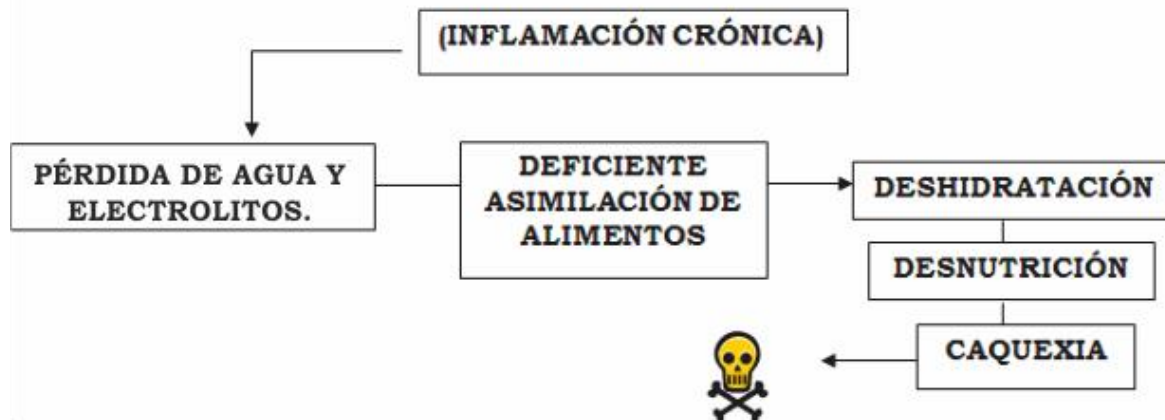 (INFLAMACIÓN CRÓNICA)
PÉRDIDA DE AGUA Y
ELECTROLITOS.
DEFICIENTE
ASIMILACIÓN DE
ALIMENTOS
DESHIDRATACIÓN
DESNUTRICIÓN
CAQUEXIA